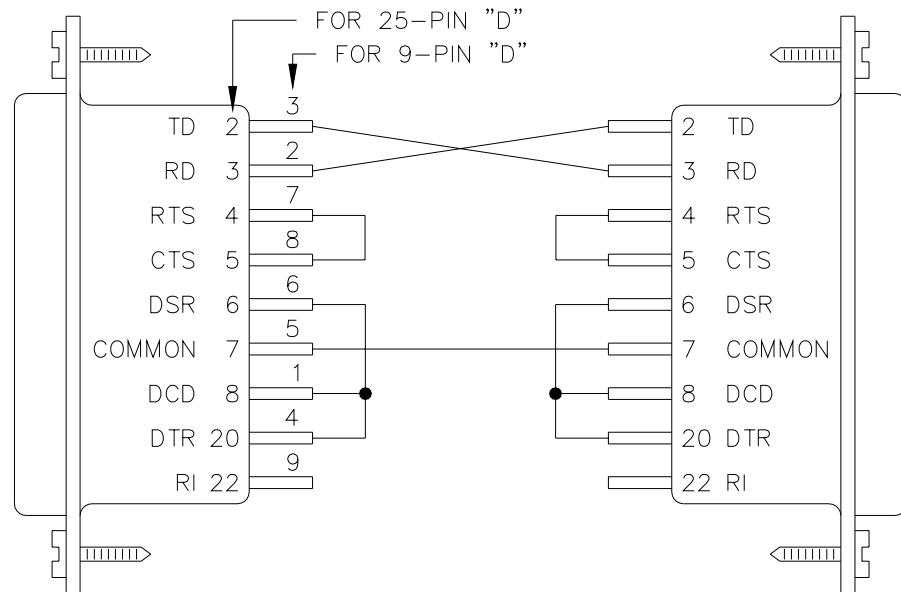 FOR 25-PIN "D"
FOR 9-PIN "D"
3
TD 2 2 TD
2
RD 3 3 RD
7
RTS 4 4 RTS
8
CTS 5 5 CTS
6
DSR 6 6 DSR
5
COMMON 7 7 COMMON
1
DCD 8 8 DCD
4
DTR 20 20 DTR
9
RI 22 22 RI